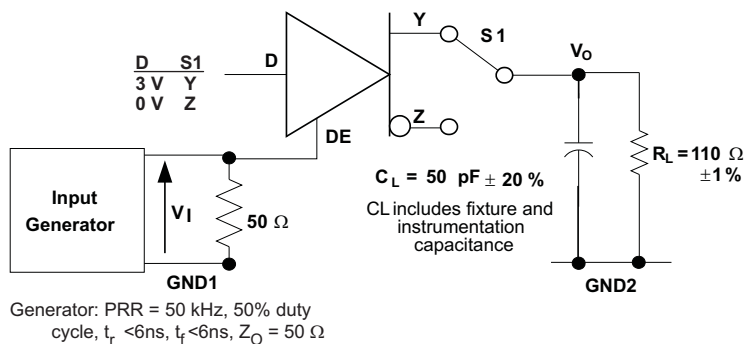 Y
S1
VO
D S1
3 V Y
0 V Z
D
Z
DE
RL = 110 Ω
±1 %
CL = 50 pF ± 20 %
CL includes fixture and
instrumentation
capacitance
Input
Generator
VI
50 Ω
GND1
GND2
Generator: PRR = 50 kHz, 50% duty
cycle, tr <6ns, tf <6ns, ZO = 50 Ω